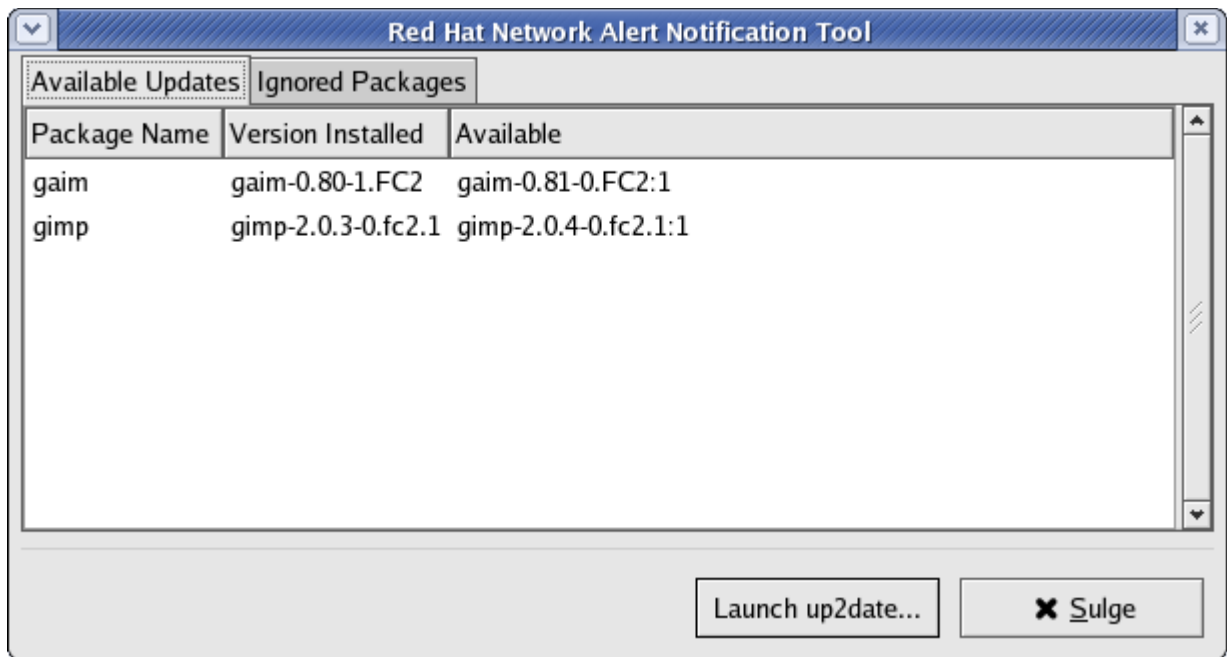 Red Hat Network Alert Notification Tool
Available Updates Ignored Packages
Package Name Version Installed Available
gaim gaim-0.80-1.FC2 gaim-0.81-0.FC2:1
gimp gimp-2.0.3-0.fc2.1 gimp-2.0.4-0.fc2.1:1
Launch up2date... Sulge